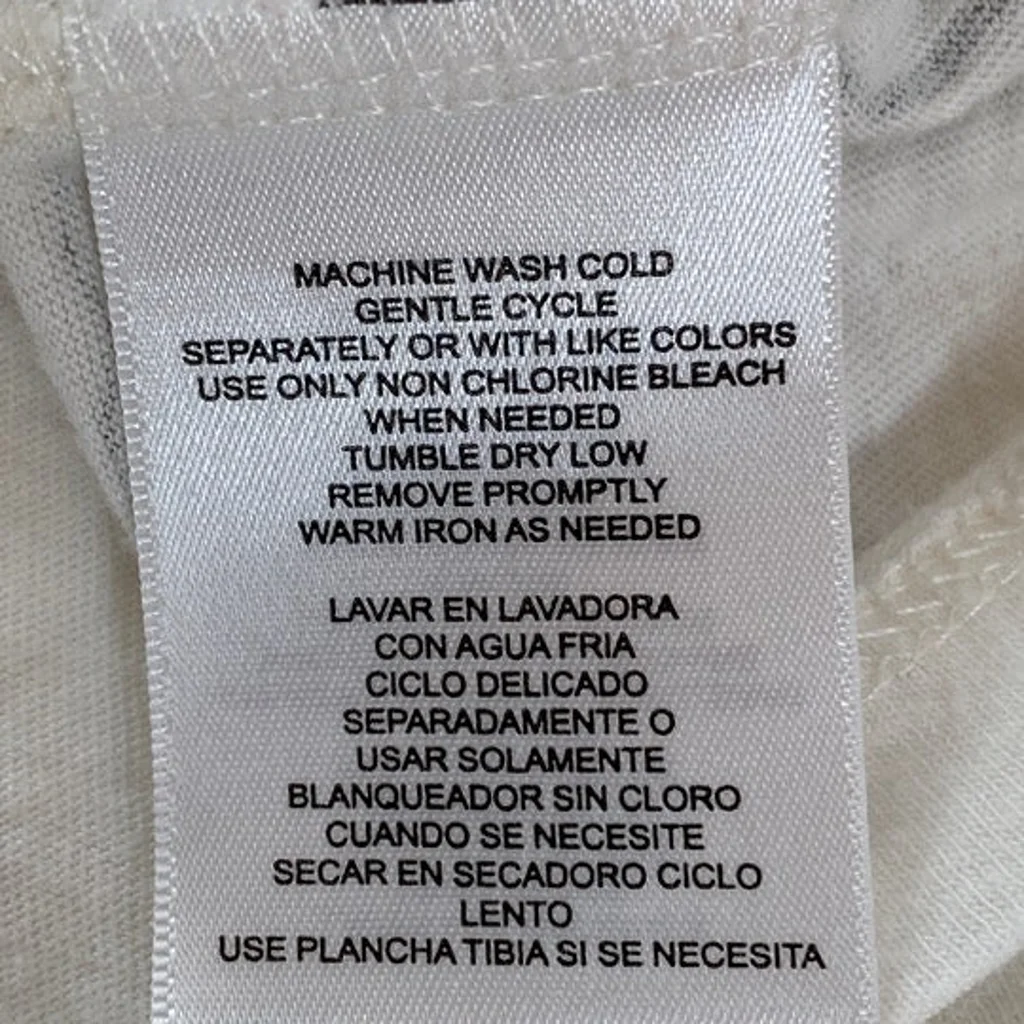 MACHINE WASH COLD
GENTLE CYCLE
SEPARATELY OR WITH LIKE COLORS
USE ONLY NON CHLORINE BLEACH
WHEN NEEDED
TUMBLE DRY LOW
REMOVE PROMPTLY
WARM IRON AS NEEDED
LAVAR EN LAVADORA
CON AGUA FRIA
CICLO DELICADO
SEPARADAMENTE O
USAR SOLAMENTE
BLANQUEADOR SIN CLORO
CUANDO SE NECESITE
SECAR EN SECADORO CICLO
LENTO
USE PLANCHA TIBIA SI SE NECESITA